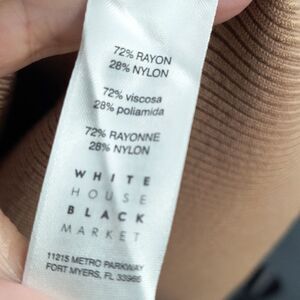 72% RAYON
28% NYLON
72% viscosa
28% poliamida
72% RAYONNE
28% NYLON
WHITE
HOUSE
BLACK
MARKET
11215 METRO PARKWAY
FORT MYERS, FL 33966